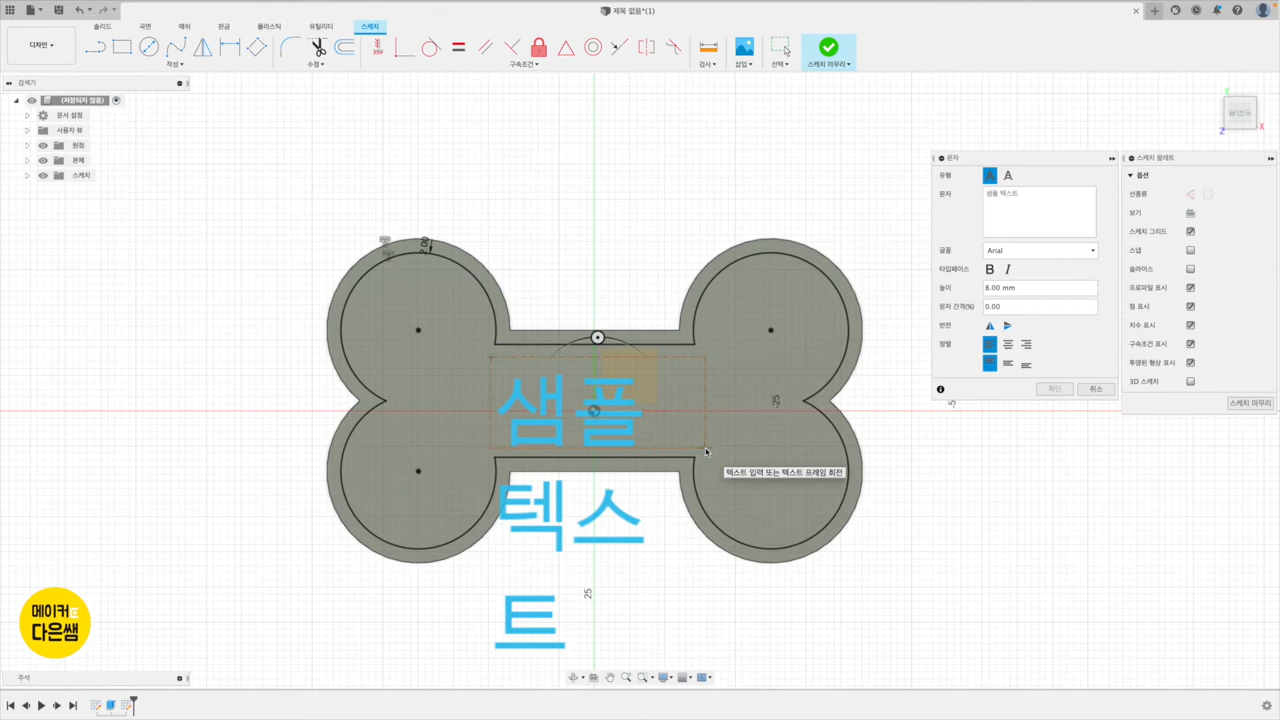 제목 없음*(1)
솔리드
곡면
메쉬
판금
플라스틱
유틸리티
스케치
디자인
작성
수정
구속조건
검사
삽입
선택
스케치 마무리
검색기
(저장되지 않음)
문서 설정
사용자 뷰
원점
본체
스케치
문자
유형
문자
샘플 텍스트
글꼴
Arial
타입페이스
B I
높이
8.00 mm
문자 간격(%)
0.00
반전
정렬
확인
취소
스케치 팔레트
옵션
선종류
보기
스케치 그리드
스냅
슬라이스
프로파일 표시
점 표시
치수 표시
구속조건 표시
투영된 형상 표시
3D 스케치
스케치 마무리
Y
X
Z
2.00
-25
샘플
텍스
트
텍스트 입력 또는 텍스트 프레임 회전
25
메이커
다은쌤
주석